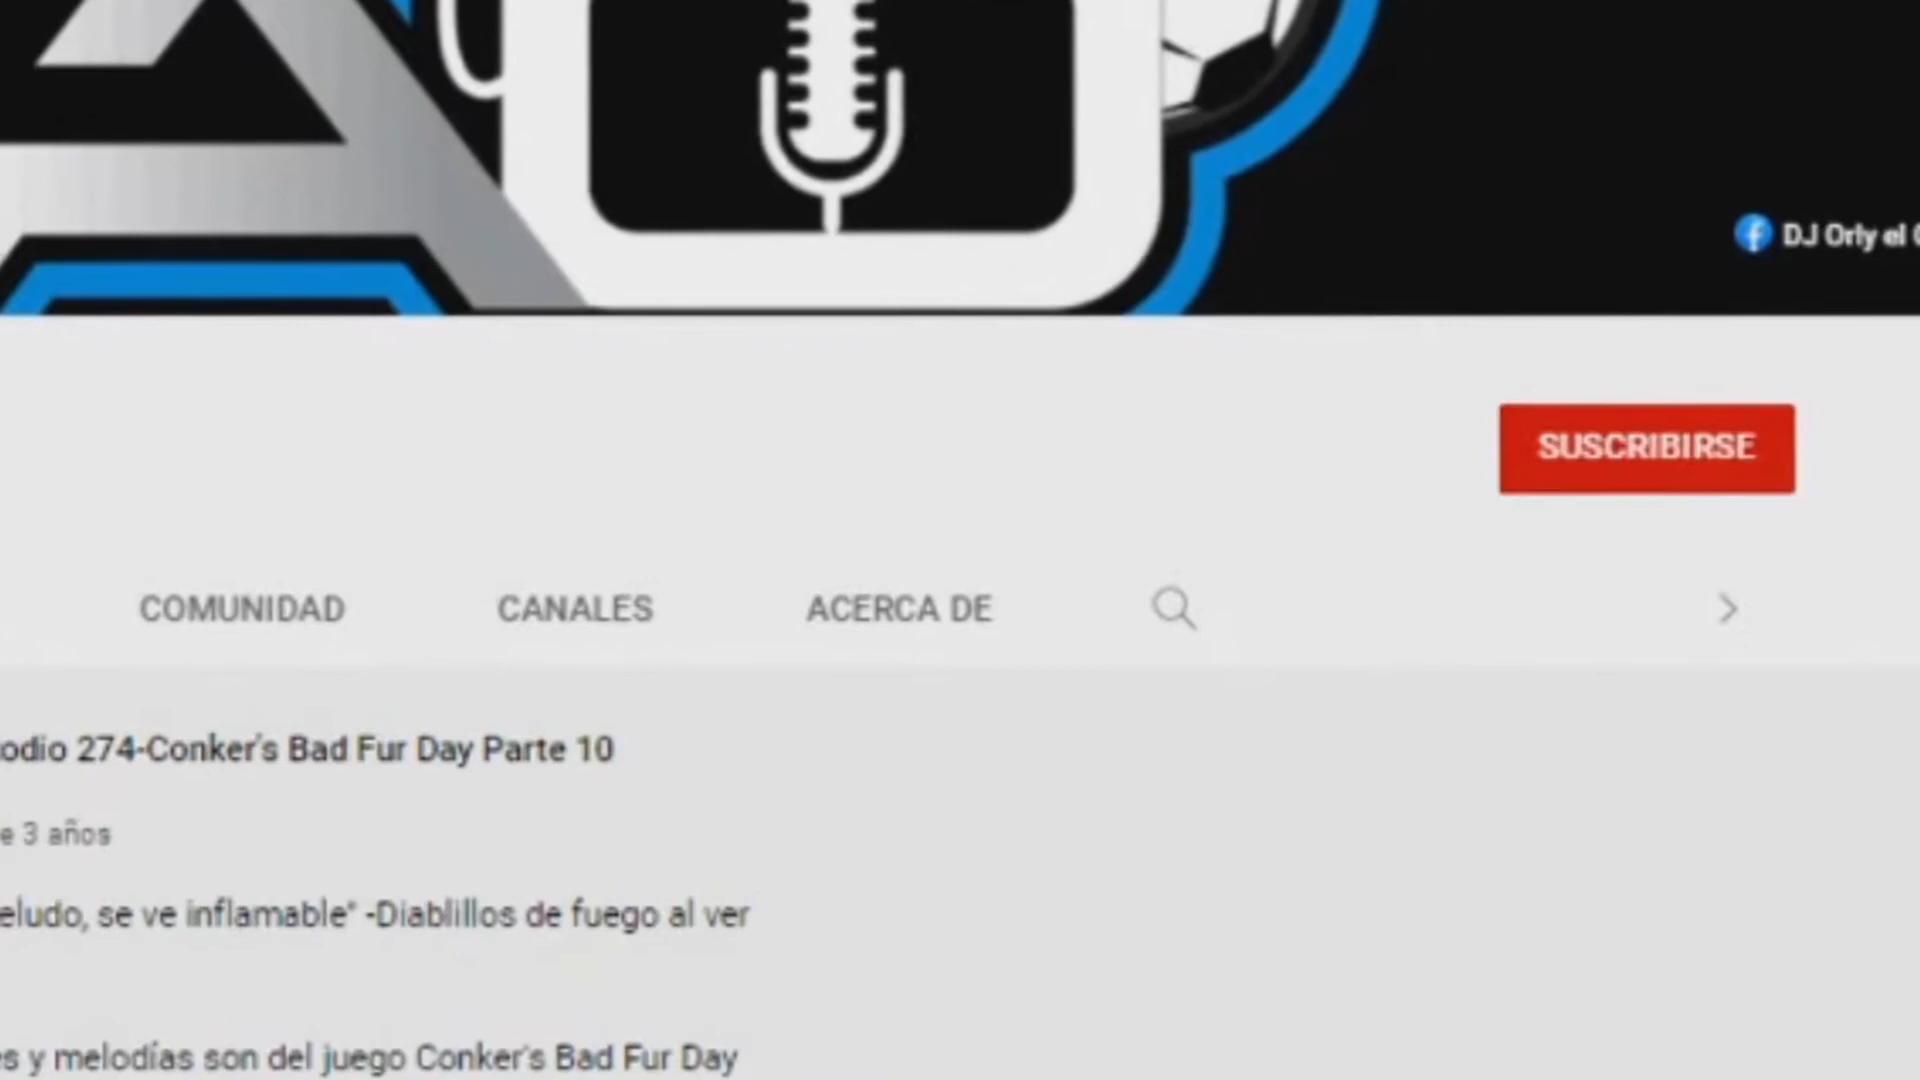 DJ Orly el
SUSCRIBIRSE
COMUNIDAD CANALES ACERCA DE
odio 274-Conker's Bad Fur Day Parte 10
e 3 años
eludo, se ve inflamable" -Diablillos de fuego al ver
s y melodías son del juego Conker's Bad Fur Day